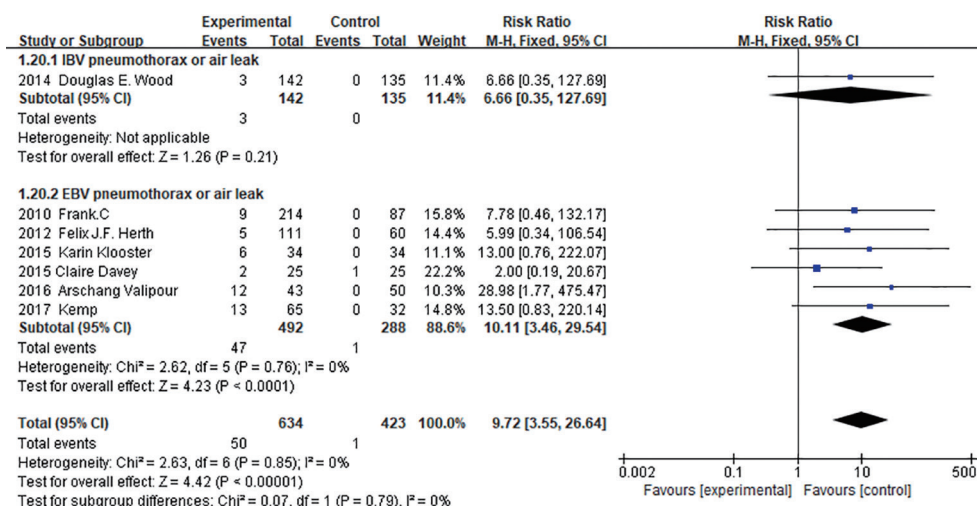 Experimental Control Risk Ratio Risk Ratio
Study or Subgroup Events Total Events Total Weight M-H, Fixed, 95% CI M-H, Fixed, 95% CI
1.20.1 IBV pneumothorax or air leak
2014 Douglas E. Wood 3 142 0 135 11.4% 6.66 [0.35, 127.69]
Subtotal (95% CI) 142 135 11.4% 6.66 [0.35, 127.69]
Total events 3 0
Heterogeneity: Not applicable
Test for overall effect: Z = 1.26 (P = 0.21)
1.20.2 EBV pneumothorax or air leak
2010 Frank.C 9 214 0 87 15.8% 7.78 [0.46, 132.17]
2012 Felix J.F. Herth 5 111 0 60 14.4% 5.99 [0.34, 106.54]
2015 Karin Klooster 6 34 0 34 11.1% 13.00 [0.76, 222.07]
2015 Claire Davey 2 25 1 25 22.2% 2.00 [0.19, 20.67]
2016 Arschang Valipour 12 43 0 50 10.3% 28.98 [1.77, 475.47]
2017 Kemp 13 65 0 32 14.8% 13.50 [0.83, 220.14]
Subtotal (95% CI) 492 288 88.6% 10.11 [3.46, 29.54]
Total events 47 1
Heterogeneity: Chi² = 2.62, df = 5 (P = 0.76); I² = 0%
Test for overall effect: Z = 4.23 (P < 0.0001)
Total (95% CI) 634 423 100.0% 9.72 [3.55, 26.64]
Total events 50 1
Heterogeneity: Chi² = 2.63, df = 6 (P = 0.85); I² = 0%
Test for overall effect: Z = 4.42 (P < 0.00001)
Test for subgroup differences: Chi² = 0.07, df = 1 (P = 0.79), I² = 0%
0.002 0.1 1 10 500
Favours [experimental] Favours [control]